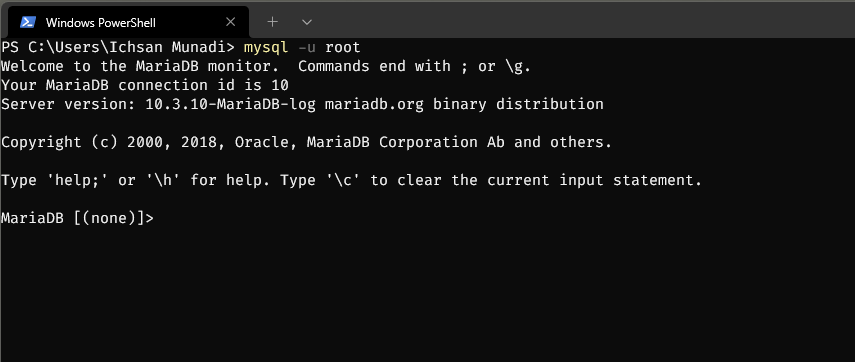 Windows PowerShell
PS C:\Users\Ichsan Munadi> mysql -u root
Welcome to the MariaDB monitor.  Commands end with ; or \g.
Your MariaDB connection id is 10
Server version: 10.3.10-MariaDB-log mariadb.org binary distribution
Copyright (c) 2000, 2018, Oracle, MariaDB Corporation Ab and others.
Type 'help;' or '\h' for help. Type '\c' to clear the current input statement.
MariaDB [(none)]>